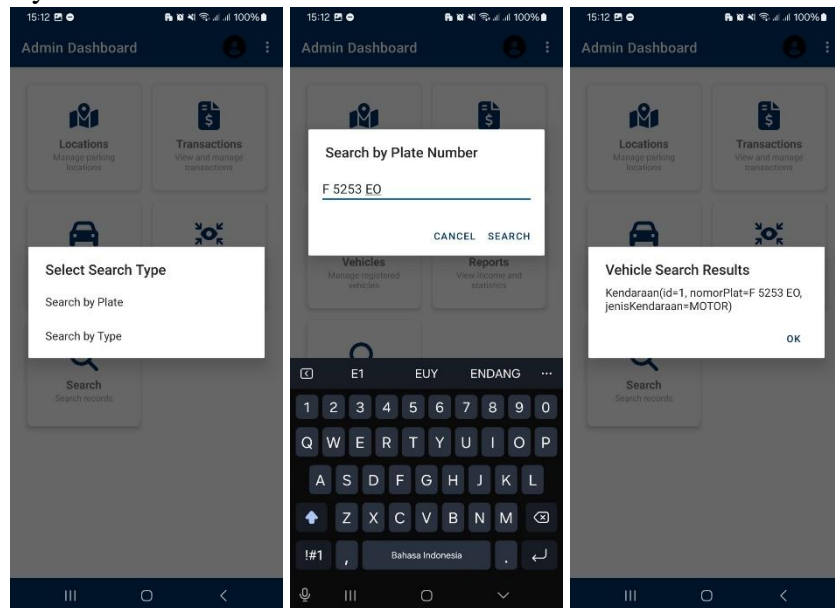 15:12 100%
Admin Dashboard
Locations
Manage parking
locations
Transactions
View and manage
transactions
Select Search Type
Search by Plate
Search by Type
Search
Search records
15:12 100%
Admin Dashboard
Search by Plate Number
F 5253 EO
CANCEL SEARCH
Vehicles
Manage registered
vehicles
Reports
View income and
statistics
E1 EUY ENDANG ...
1 2 3 4 5 6 7 8 9 0
Q W E R T Y U I O P
A S D F G H J K L
Z X C V B N M
!#1 , Bahasa Indonesia .
15:12 100%
Admin Dashboard
Locations
Manage parking
locations
Transactions
View and manage
transactions
Vehicle Search Results
Kendaraan(id=1, nomorPlat=F 5253 EO,
jenisKendaraan=MOTOR)
OK
Search
Search records